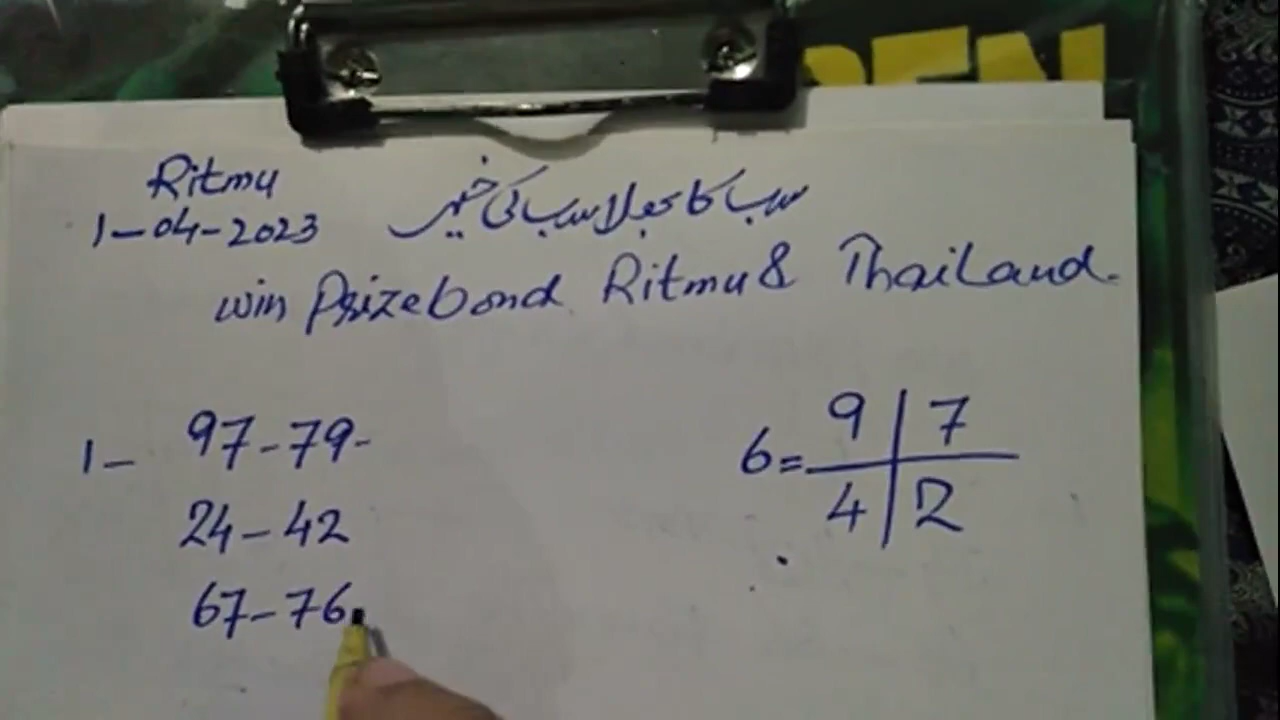 EEN
Ritmu
1-04-2023
سب کا بھلا سب کی خیر
win Prizebond Ritmu & Thailand.
1- 97-79-
24-42
67-76
6= 9 7
4 2